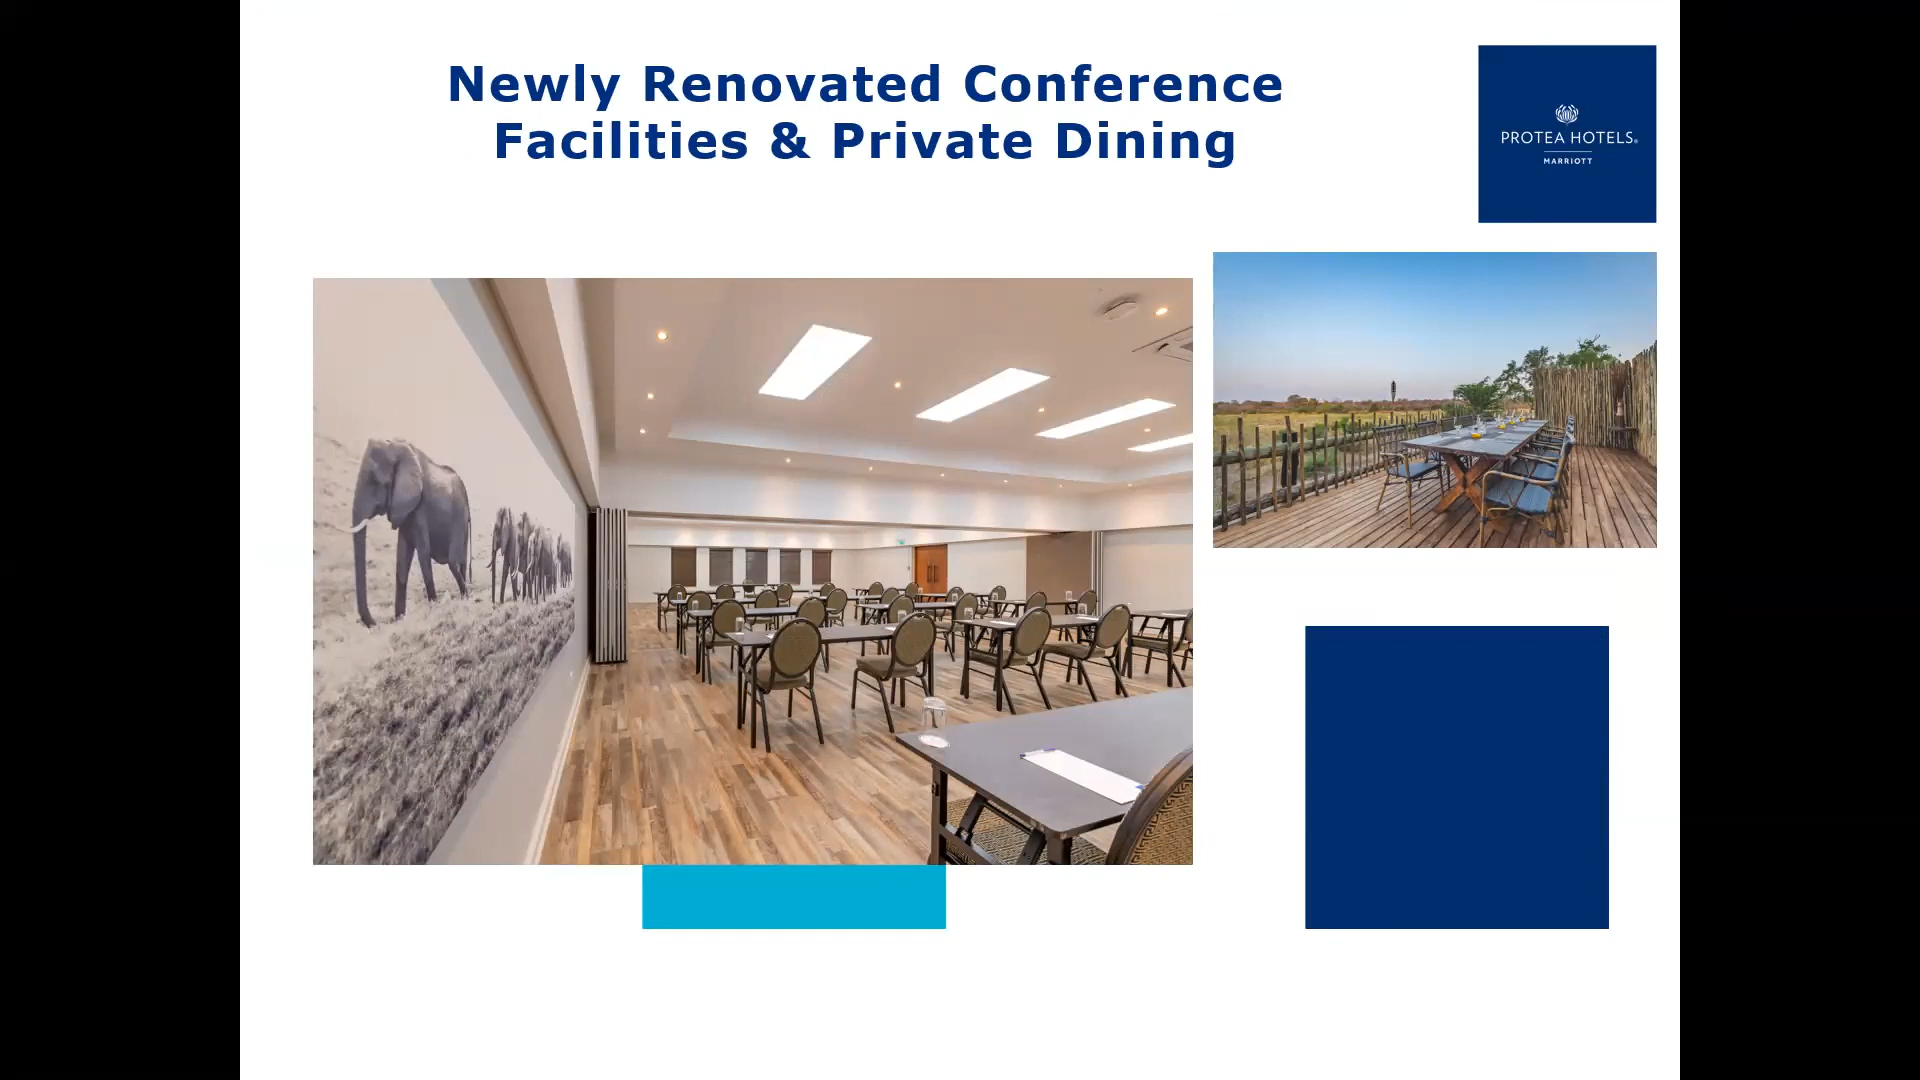 Newly Renovated Conference
Facilities & Private Dining
PROTEA HOTELS®
MARRIOTT